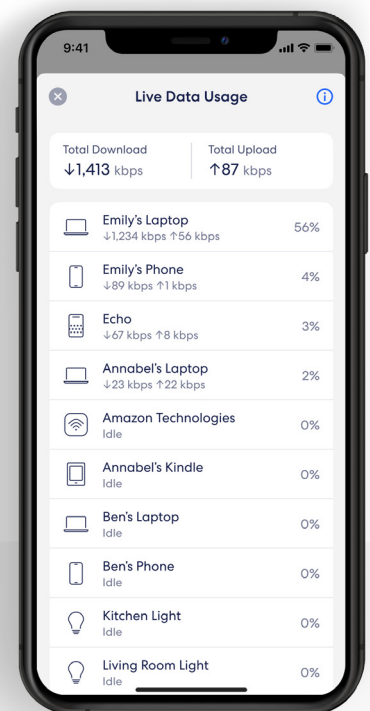 9:41
Live Data Usage
Total Download
Total Upload
↓1,413 kbps
↑87 kbps
Emily's Laptop
↓1,234 kbps ↑56 kbps
56%
Emily's Phone
↓89 kbps ↑1 kbps
4%
Echo
↓67 kbps ↑8 kbps
3%
Annabel's Laptop
↓23 kbps ↑22 kbps
2%
Amazon Technologies
Idle
0%
Annabel's Kindle
Idle
0%
Ben's Laptop
Idle
0%
Ben's Phone
Idle
0%
Kitchen Light
Idle
0%
Living Room Light
Idle
0%